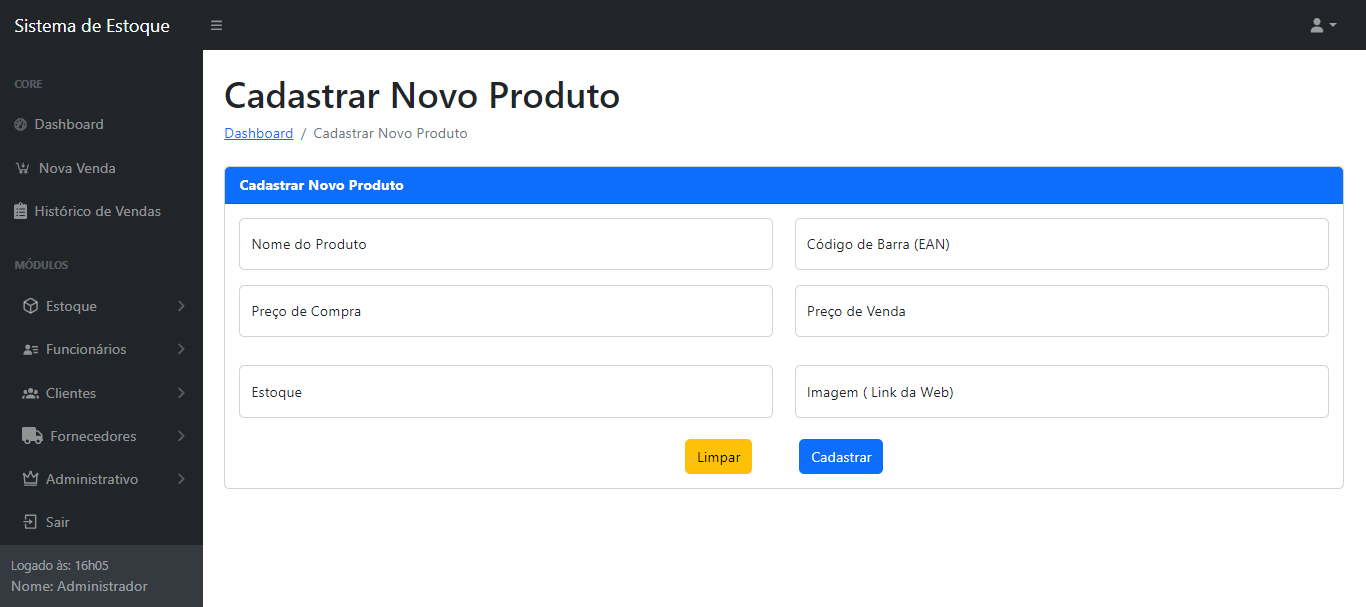 Sistema de Estoque
CORE
Dashboard
Nova Venda
Histórico de Vendas
MÓDULOS
Estoque
Funcionários
Clientes
Fornecedores
Administrativo
Sair
Logado às: 16h05
Nome: Administrador
Cadastrar Novo Produto
Dashboard / Cadastrar Novo Produto
Cadastrar Novo Produto
Nome do Produto
Código de Barra (EAN)
Preço de Compra
Preço de Venda
Estoque
Imagem ( Link da Web)
Limpar
Cadastrar